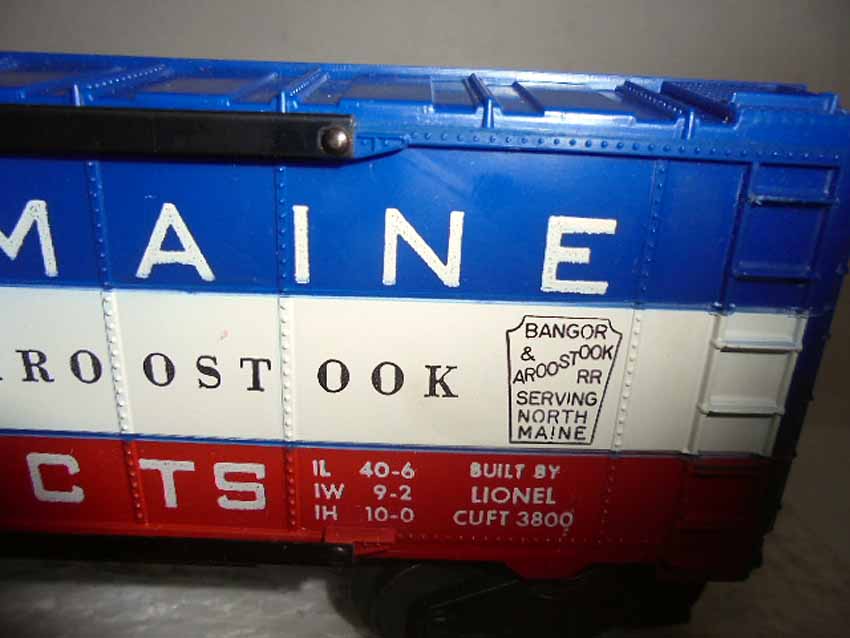 MAINE
ROOSTOOK
BANGOR
& AROOSTOOK
RR
SERVING
NORTH
MAINE
CTS
IL 40-6
IW 9-2
IH 10-0
BUILT BY
LIONEL
CUFT 3800